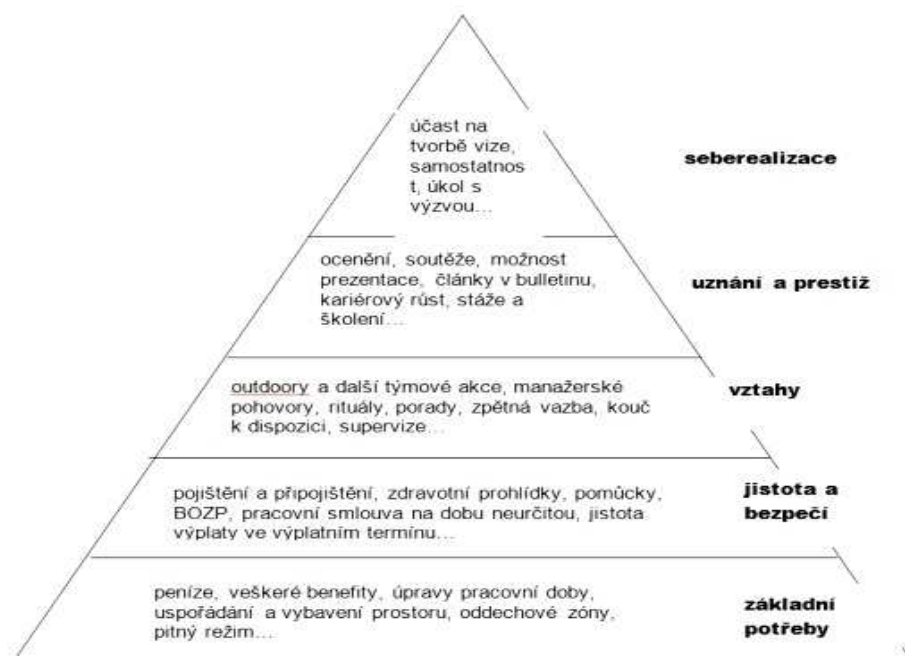 účast na
tvorbě vize,
samostatnos
t, úkol s
výzvou...
seberealizace
ocenění, soutěže, možnost
prezentace, články v bulletinu,
kariérový růst, stáže a
školení...
uznání a prestiž
outdoory a další týmové akce, manažerské
pohovory, rituály, porady, zpětná vazba, kouč
k dispozici, supervize...
vztahy
pojištění a připojištění, zdravotní prohlídky, pomůcky,
BOZP, pracovní smlouva na dobu neurčitou, jistota
výplaty ve výplatním termínu...
jistota a
bezpečí
peníze, veškeré benefity, úpravy pracovní doby,
uspořádání a vybavení prostoru, oddechové zóny,
pitný režim...
základní
potřeby